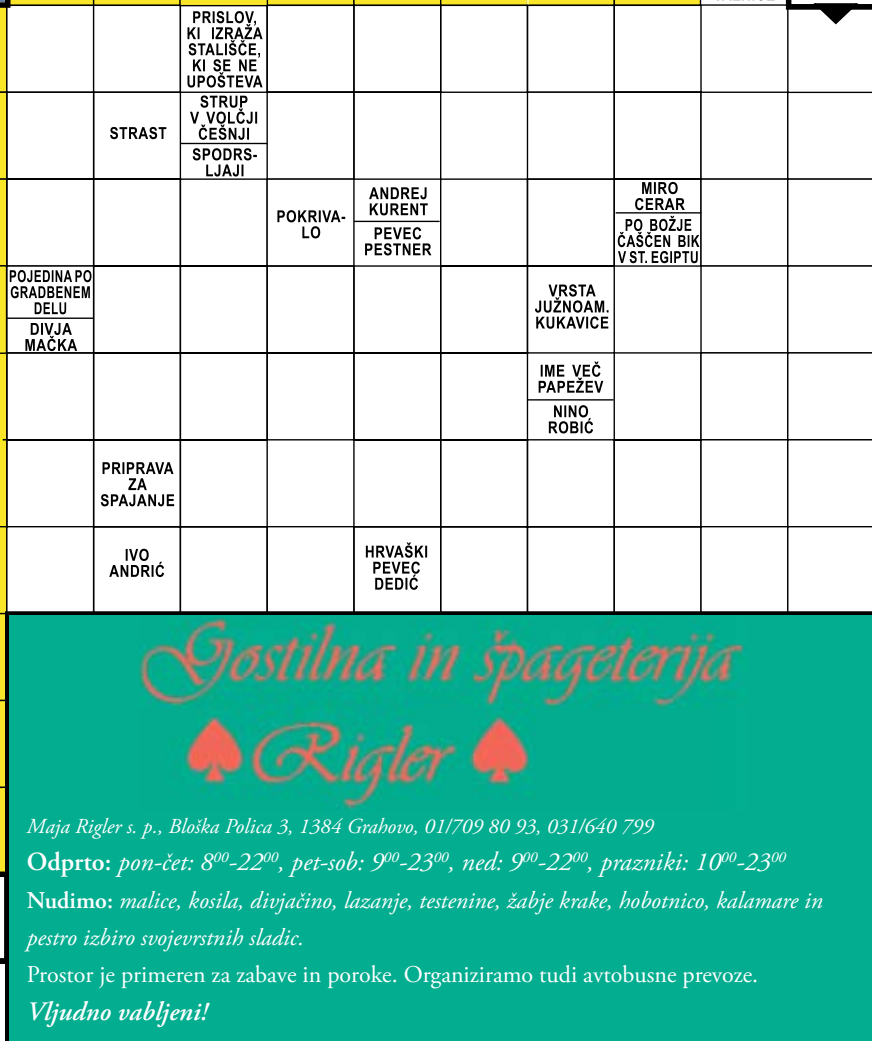 PRISLOV,
KI IZRAŽA
STALIŠČE,
KI SE NE
UPOŠTEVA
STRAST
STRUP
V VOLČJI
ČEŠNJI
SPODRS-
LJAJI
POKRIVA-
LO
ANDREJ
KURENT
PEVEC
PESTNER
MIRO
CERAR
PO BOŽJE
ČAŠČEN BIK
V ST. EGIPTU
POJEDINA PO
GRADBENEM
DELU
DIVJA
MAČKA
VRSTA
JUŽNOAM.
KUKAVICE
IME VEČ
PAPEŽEV
NINO
ROBIĆ
PRIPRAVA
ZA
SPAJANJE
IVO
ANDRIĆ
HRVAŠKI
PEVEC
DEDIĆ
Gostilna in špageterija
Rigler
Maja Rigler s. p., Bloška Polica 3, 1384 Grahovo, 01/709 80 93, 031/640 799
Odprto: pon-čet: 8⁰⁰-22⁰⁰, pet-sob: 9⁰⁰-23⁰⁰, ned: 9⁰⁰-22⁰⁰, prazniki: 10⁰⁰-23⁰⁰
Nudimo: malice, kosila, divjačino, lazanje, testenine, žabje krake, hobotnico, kalamare in
pestro izbiro svojevrstnih sladic.
Prostor je primeren za zabave in poroke. Organiziramo tudi avtobusne prevoze.
Vljudno vabljeni!